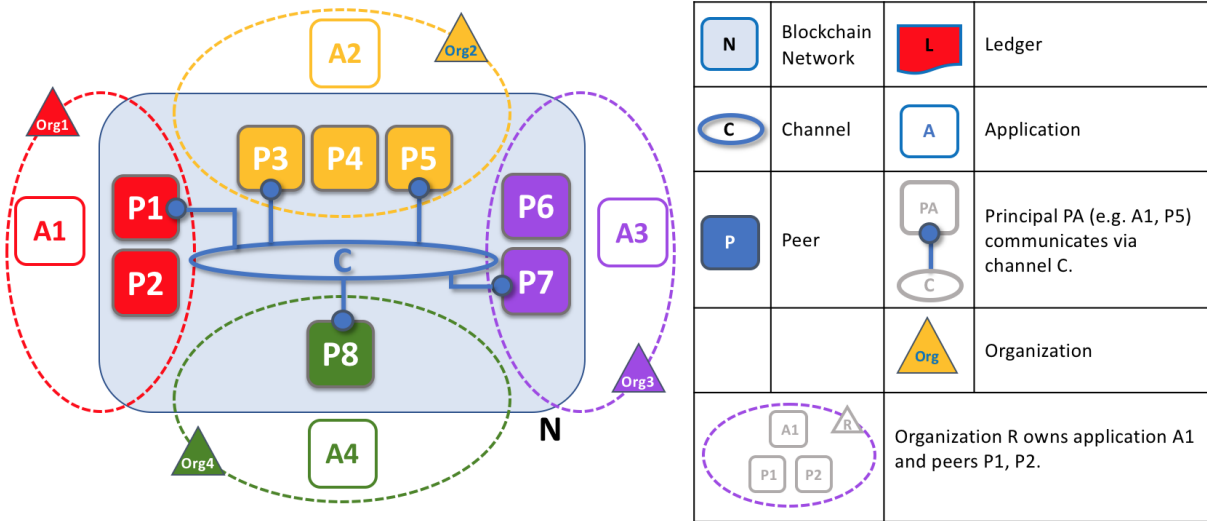 A2
Org2
Org1
P3
P4
P5
P1
P6
A1
A3
C
P2
P7
P8
Org3
N
A4
Org4
N
Blockchain
Network
L
Ledger
C
Channel
A
Application
P
Peer
PA
C
Principal PA (e.g. A1, P5)
communicates via
channel C.
Org
Organization
A1
R
P1
P2
Organization R owns application A1
and peers P1, P2.